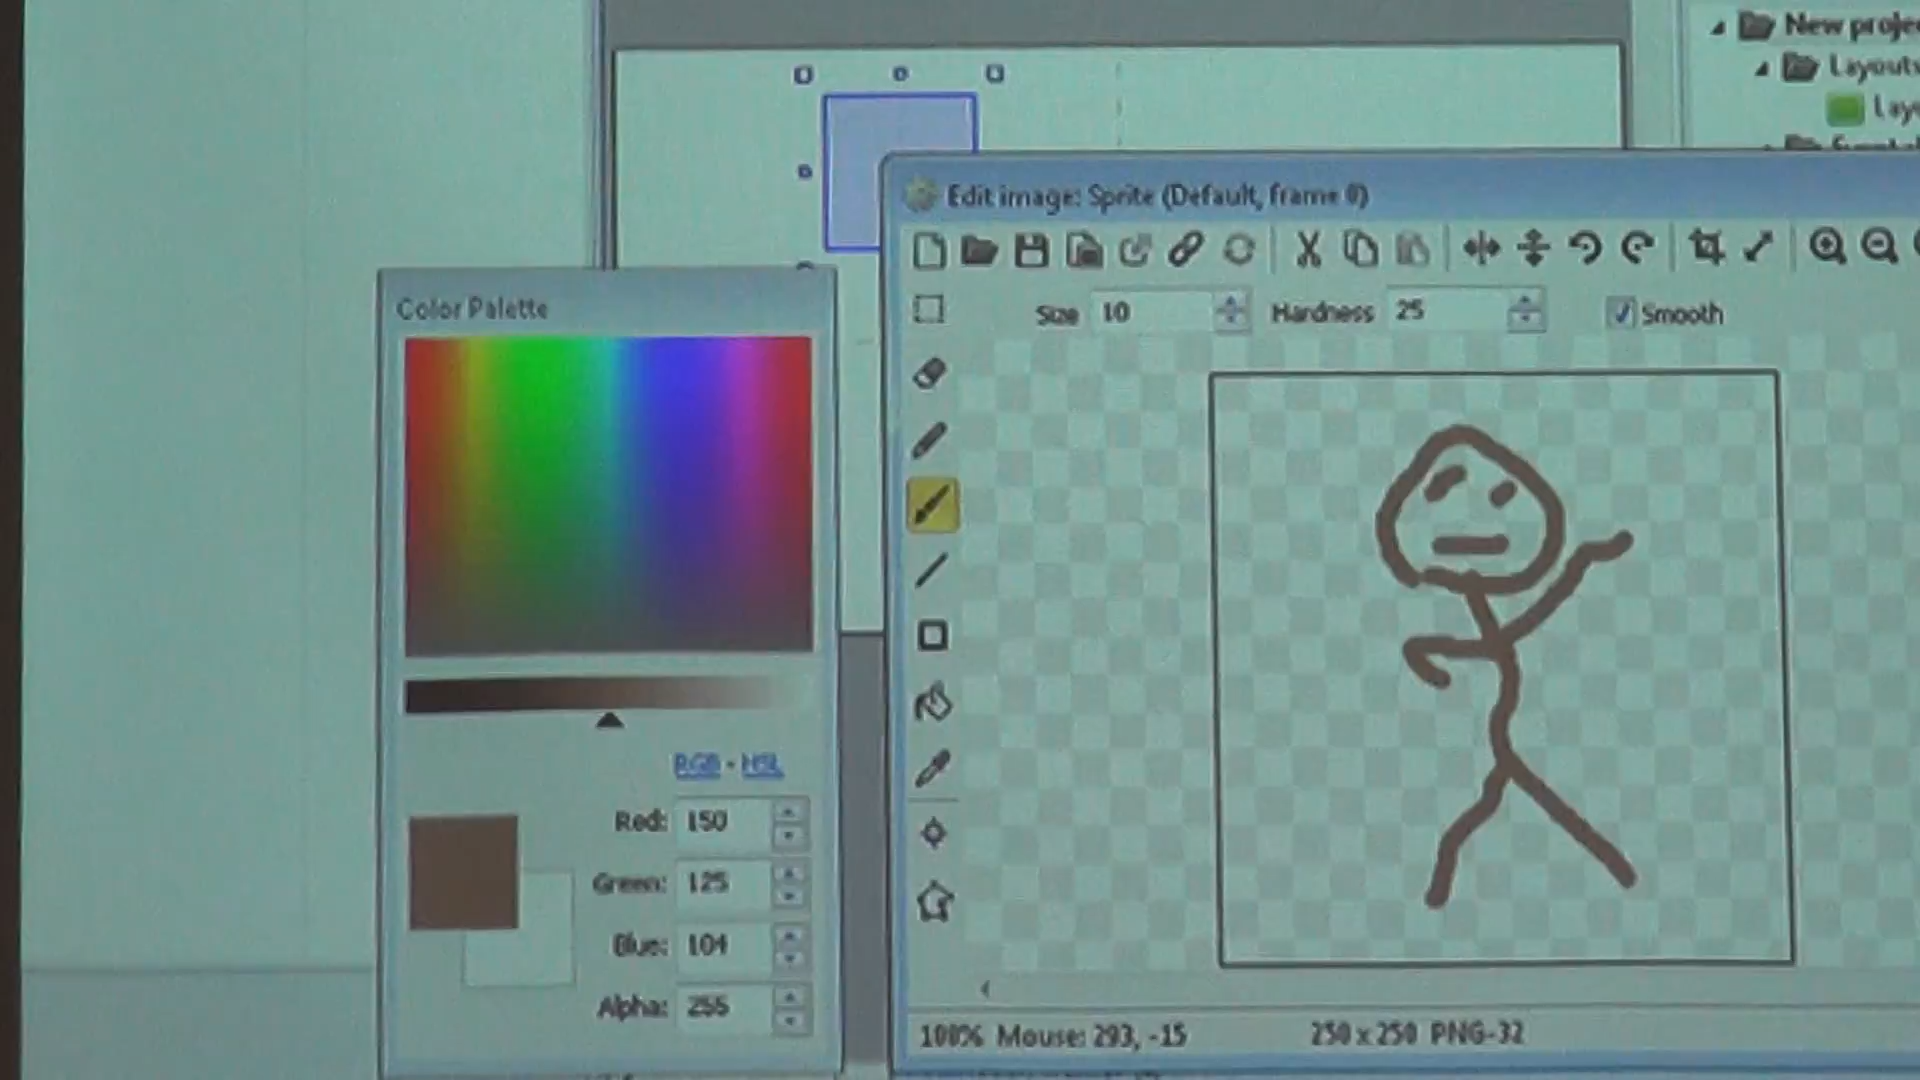 New proje
Layouts
Lay
Edit image: Sprite (Default, frame 0)
Color Palette
Size 10 Hardness 25 Smooth
RGB - HSL
Red: 150
Green: 125
Blue: 104
Alpha: 255
100% Mouse: 293, -15 250 x 250 PNG-32